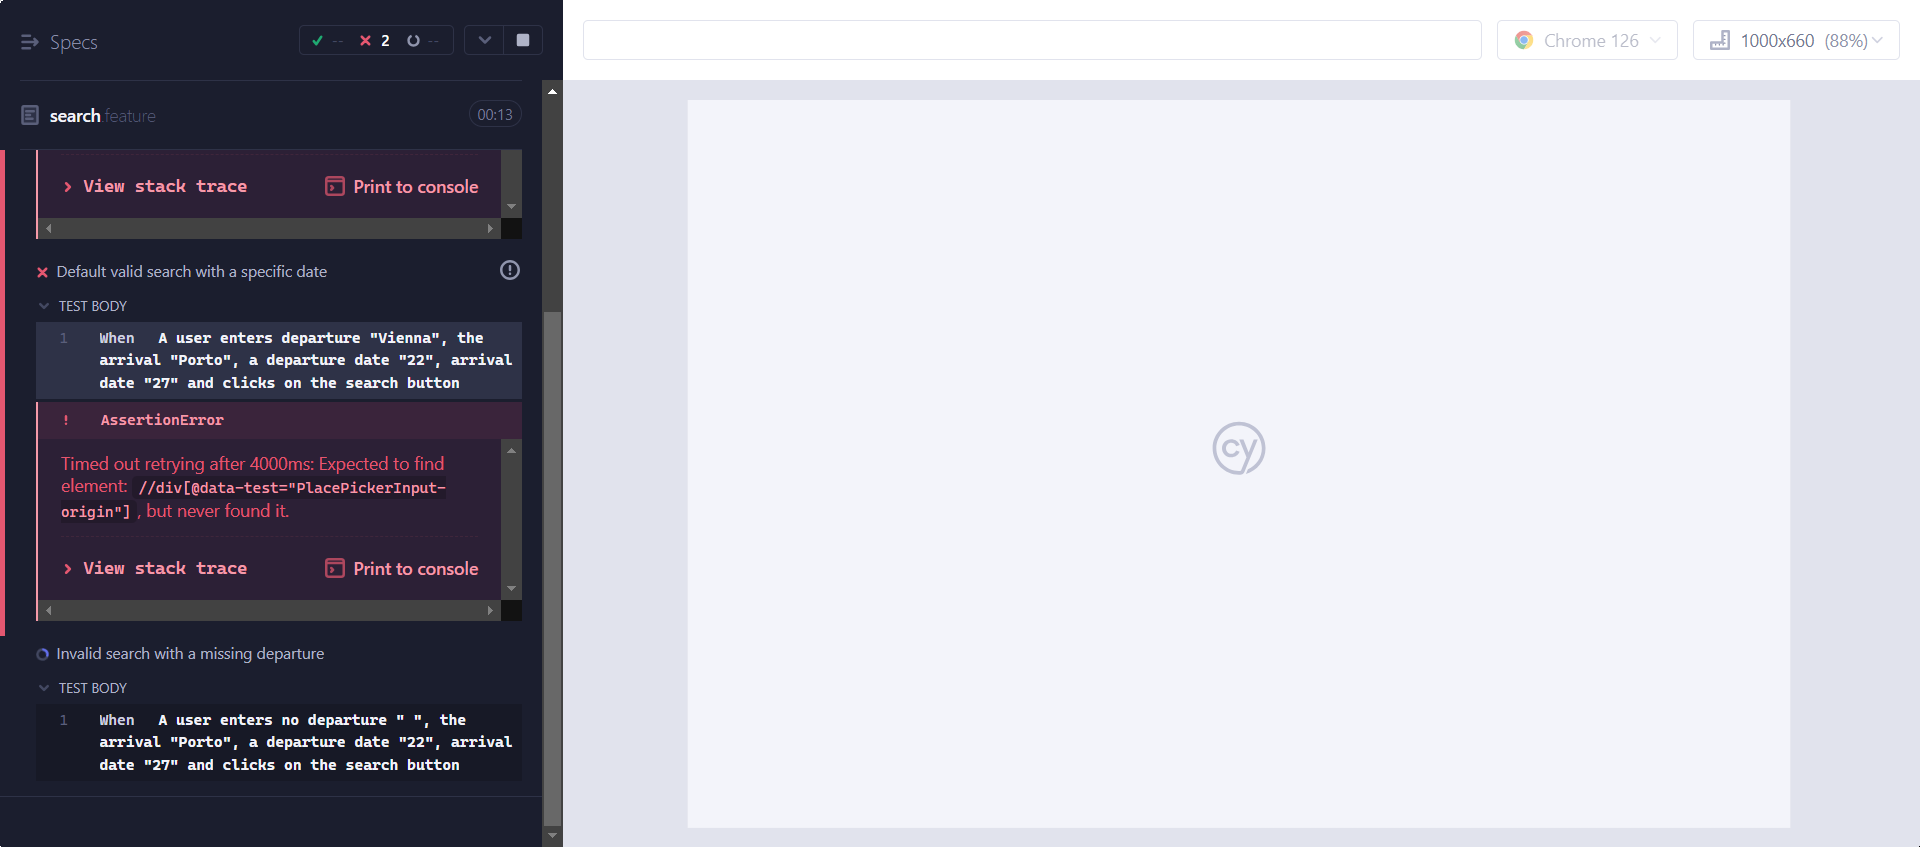 Specs
-- 2 --
Chrome 126
1000x660 (88%)
search.feature
00:13
View stack trace
Print to console
Default valid search with a specific date
TEST BODY
1 When A user enters departure "Vienna", the
arrival "Porto", a departure date "22", arrival
date "27" and clicks on the search button
! AssertionError
Timed out retrying after 4000ms: Expected to find
element: //div[@data-test="PlacePickerInput-
origin"], but never found it.
View stack trace
Print to console
Invalid search with a missing departure
TEST BODY
1 When A user enters no departure " ", the
arrival "Porto", a departure date "22", arrival
date "27" and clicks on the search button
cy